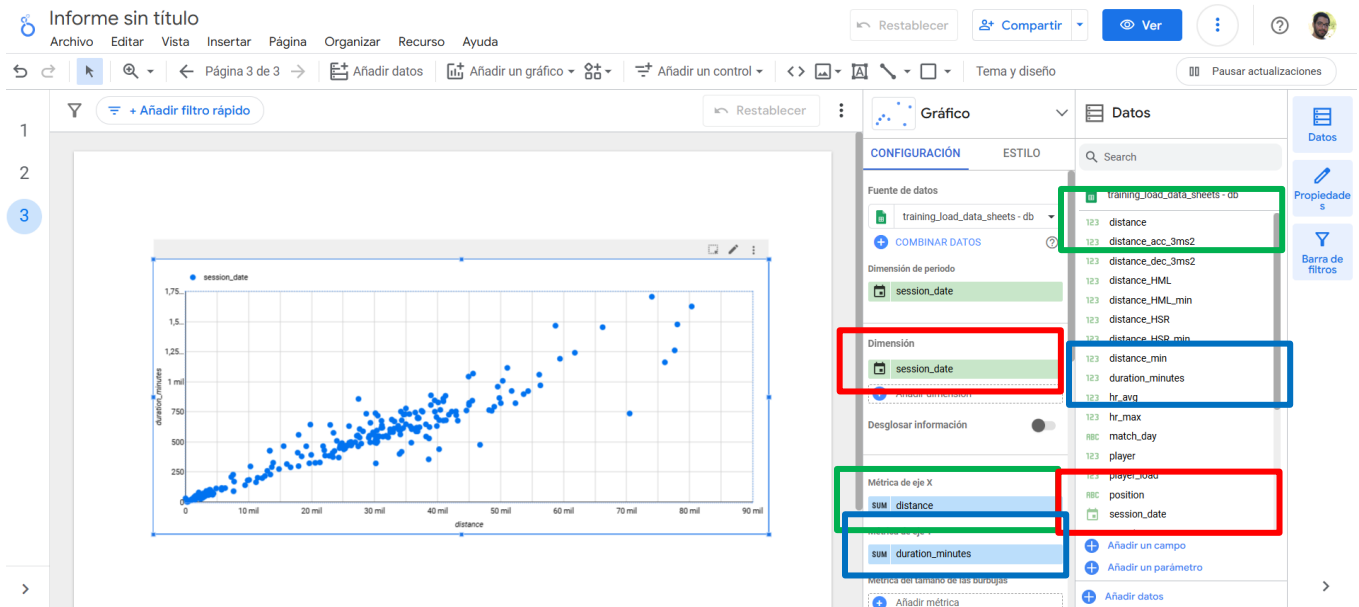 Informe sin título
Archivo Editar Vista Insertar Página Organizar Recurso Ayuda
Restablecer
Compartir
Ver
Página 3 de 3
Añadir datos
Añadir un gráfico
Añadir un control
Tema y diseño
Pausar actualizaciones
1
2
3
+ Añadir filtro rápido
Restablecer
session_date
1,75...
1,5...
1,25...
1 mil
750
500
250
0
duration_minutes
0 10 mil 20 mil 30 mil 40 mil 50 mil 60 mil 70 mil 80 mil 90 mil
distance
Gráfico
CONFIGURACIÓN ESTILO
Fuente de datos
training_load_data_sheets - db
COMBINAR DATOS
Dimensión de periodo
session_date
Dimensión
session_date
Añadir dimensión
Desglosar información
Métrica de eje X
SUM distance
Métrica de eje Y
SUM duration_minutes
Métrica del tamaño de las burbujas
Añadir métrica
Datos
Search
training_load_data_sheets - db
123 distance
123 distance_acc_3ms2
123 distance_dec_3ms2
123 distance_HML
123 distance_HML_min
123 distance_HSR
123 distance_HSR_min
123 distance_min
123 duration_minutes
123 hr_avg
123 hr_max
RBC match_day
123 player
123 player_load
RBC position
session_date
Añadir un campo
Añadir un parámetro
Añadir datos
Datos
Propiedade
s
Barra de
filtros